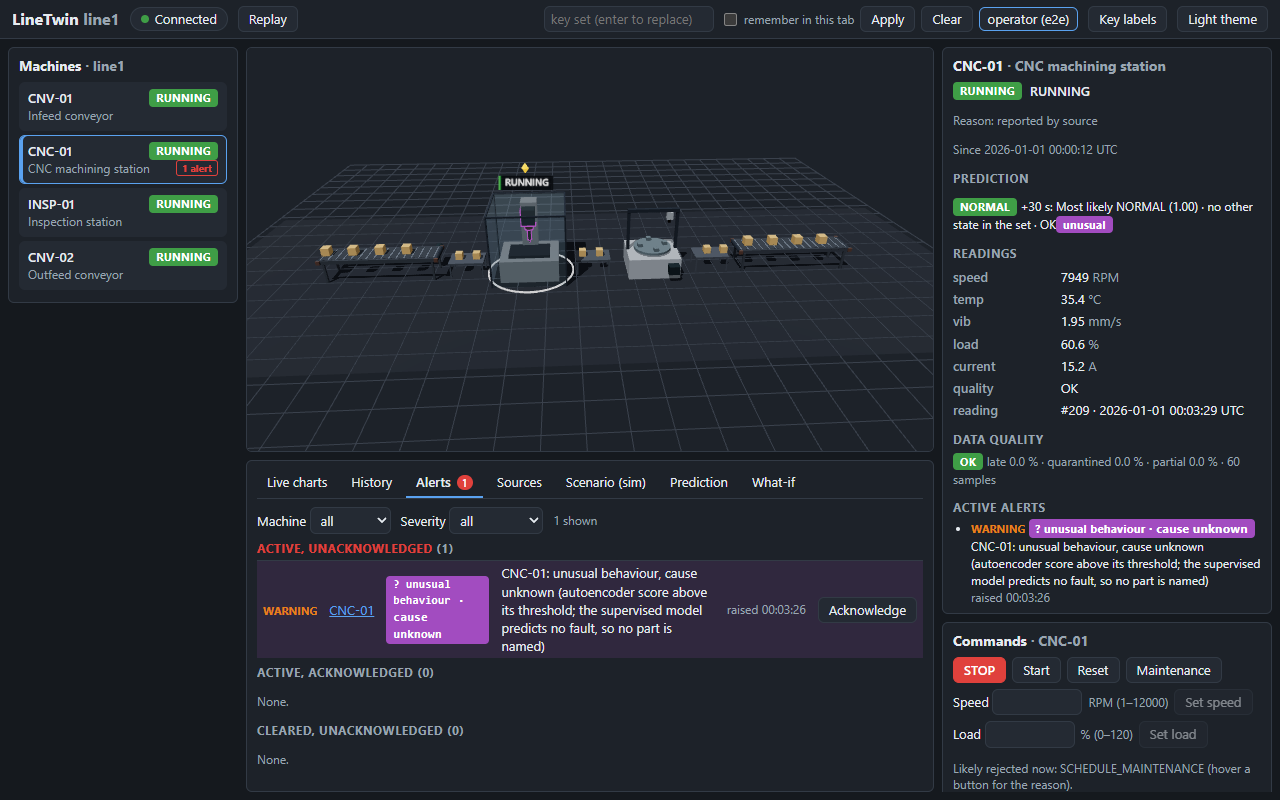 LineTwin line1
Connected
Replay
key set (enter to replace)
remember in this tab
Apply
Clear
operator (e2e)
Key labels
Light theme
Machines · line1
CNV-01
RUNNING
Infeed conveyor
CNC-01
RUNNING
CNC machining station
1 alert
INSP-01
RUNNING
Inspection station
CNV-02
RUNNING
Outfeed conveyor
RUNNING
Live charts
History
Alerts 1
Sources
Scenario (sim)
Prediction
What-if
Machine all
Severity all
1 shown
ACTIVE, UNACKNOWLEDGED (1)
WARNING
CNC-01
? unusual
behaviour ·
cause
unknown
CNC-01: unusual behaviour, cause
unknown (autoencoder score above
its threshold; the supervised model
predicts no fault, so no part is
named)
raised 00:03:26
Acknowledge
ACTIVE, ACKNOWLEDGED (0)
None.
CLEARED, UNACKNOWLEDGED (0)
None.
CNC-01 · CNC machining station
RUNNING RUNNING
Reason: reported by source
Since 2026-01-01 00:00:12 UTC
PREDICTION
NORMAL +30 s: Most likely NORMAL (1.00) · no other
state in the set · OK unusual
READINGS
speed 7949 RPM
temp 35.4 °C
vib 1.95 mm/s
load 60.6 %
current 15.2 A
quality OK
reading #209 · 2026-01-01 00:03:29 UTC
DATA QUALITY
OK late 0.0 % · quarantined 0.0 % · partial 0.0 % · 60
samples
ACTIVE ALERTS
• WARNING ? unusual behaviour · cause unknown
CNC-01: unusual behaviour, cause unknown
(autoencoder score above its threshold; the supervised
model predicts no fault, so no part is named)
raised 00:03:26
Commands · CNC-01
STOP
Start
Reset
Maintenance
Speed RPM (1–12000) Set speed
Load % (0–120) Set load
Likely rejected now: SCHEDULE_MAINTENANCE (hover a
button for the reason).